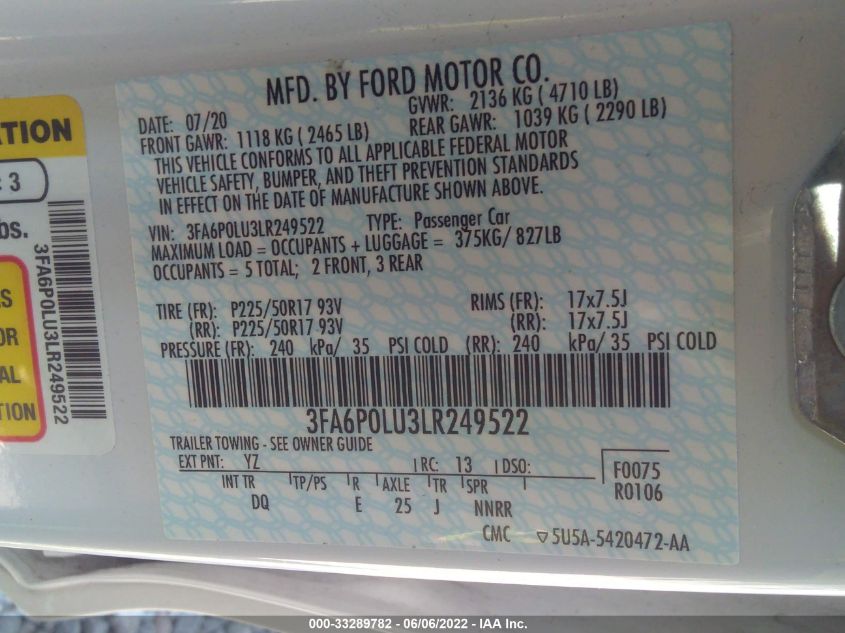 MFD. BY FORD MOTOR CO.
DATE: 07/20 GVWR: 2136 KG ( 4710 LB)
FRONT GAWR: 1118 KG ( 2465 LB) REAR GAWR: 1039 KG ( 2290 LB)
THIS VEHICLE CONFORMS TO ALL APPLICABLE FEDERAL MOTOR
VEHICLE SAFETY, BUMPER, AND THEFT PREVENTION STANDARDS
IN EFFECT ON THE DATE OF MANUFACTURE SHOWN ABOVE.
VIN: 3FA6P0LU3LR249522 TYPE: Passenger Car
MAXIMUM LOAD = OCCUPANTS + LUGGAGE = 375KG/ 827LB
OCCUPANTS = 5 TOTAL; 2 FRONT, 3 REAR
TIRE (FR): P225/50R17 93V RIMS (FR): 17x7.5J
(RR): P225/50R17 93V (RR): 17x7.5J
PRESSURE (FR): 240 kPa/ 35 PSI COLD (RR): 240 kPa/ 35 PSI COLD
3FA6P0LU3LR249522
TRAILER TOWING - SEE OWNER GUIDE
EXT PNT: YZ RC: 13 DSO: F0075
INT TR TP/PS R AXLE TR SPR R0106
DQ E 25 J NNRR
CMC 5U5A-5420472-AA
ATION
: 3
bs.
3FA6P0LU3LR249522
ES
OR
AL
TION
000-33289782 - 06/06/2022 - IAA Inc.